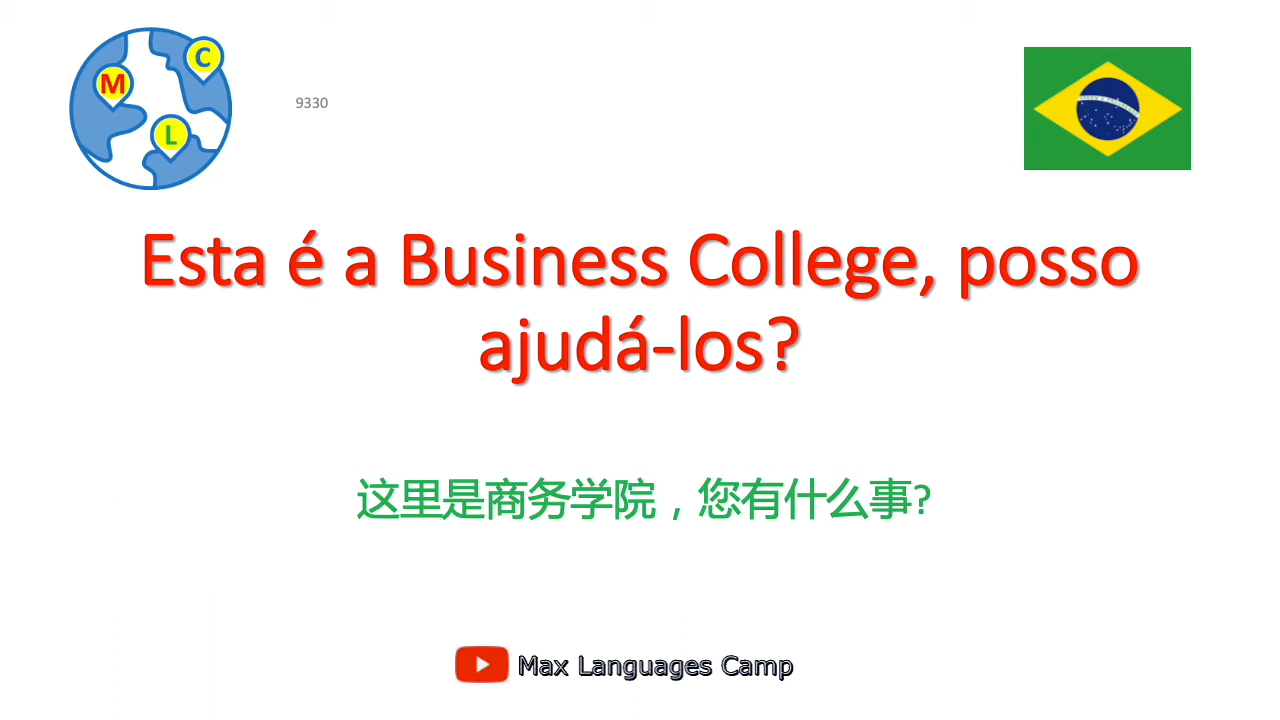 M
C
L
9330
Esta é a Business College, posso
ajudá-los?
这里是商务学院，您有什么事?
Max Languages Camp